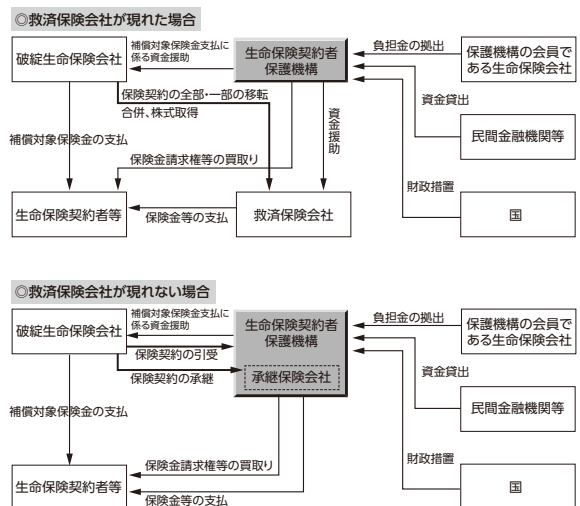 ◎救済保険会社が現れた場合
破綻生命保険会社
補償対象保険金支払に
係る資金援助
生命保険契約者
保護機構
負担金の拠出
保護機構の会員で
ある生命保険会社
保険契約の全部・一部の移転
合併、株式取得
資金援助
資金貸出
民間金融機関等
補償対象保険金の支払
保険金請求権等の買取り
財政措置
生命保険契約者等
保険金等の支払
救済保険会社
国
◎救済保険会社が現れない場合
破綻生命保険会社
補償対象保険金支払に
係る資金援助
生命保険契約者
保護機構
負担金の拠出
保護機構の会員で
ある生命保険会社
保険契約の引受
保険契約の承継
承継保険会社
資金貸出
民間金融機関等
補償対象保険金の支払
保険金請求権等の買取り
財政措置
生命保険契約者等
保険金等の支払
国